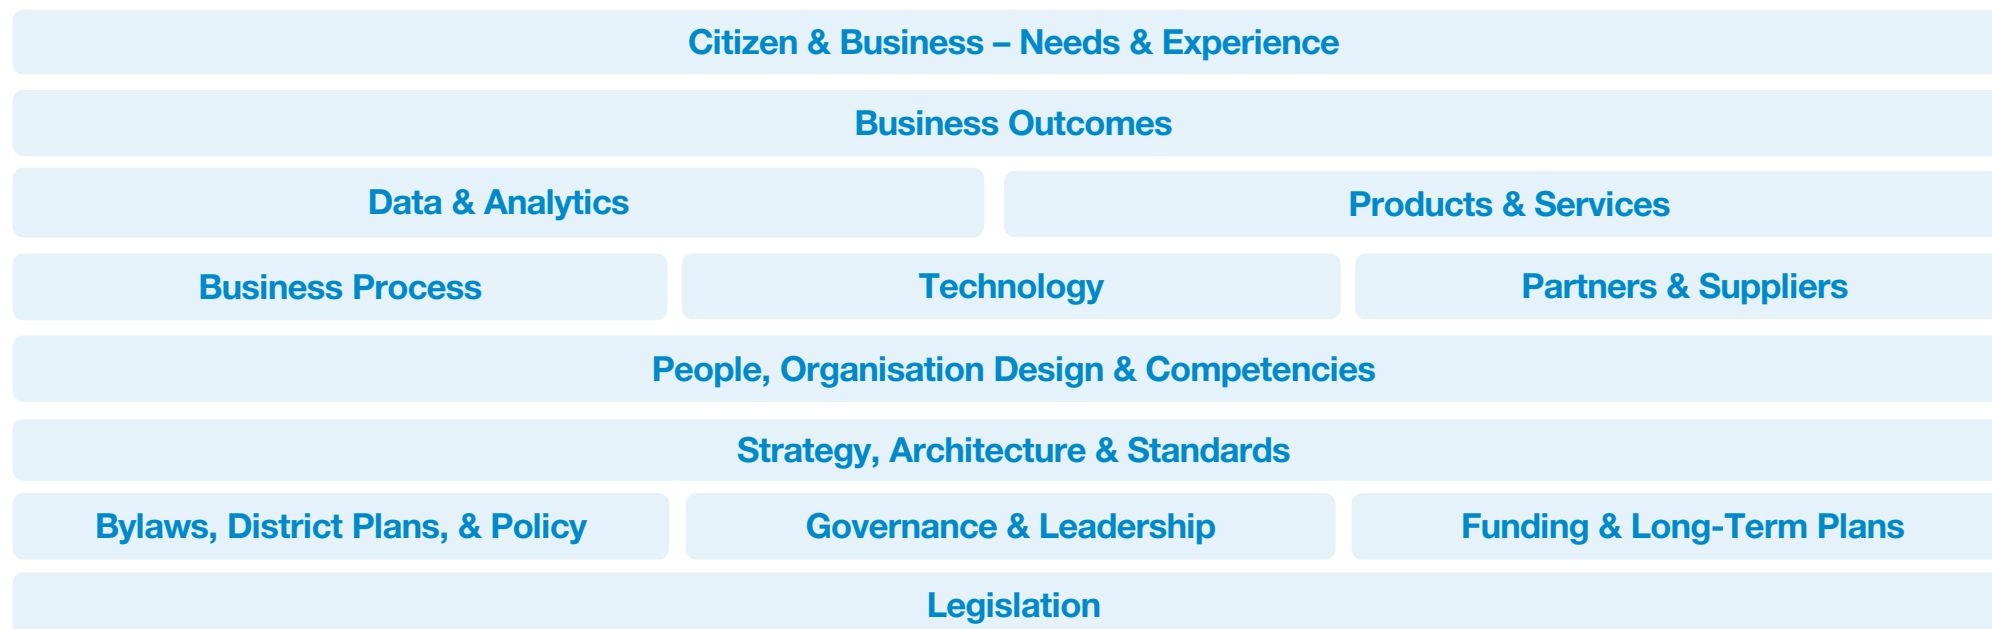 Citizen & Business – Needs & Experience
Business Outcomes
Data & Analytics
Products & Services
Business Process
Technology
Partners & Suppliers
People, Organisation Design & Competencies
Strategy, Architecture & Standards
Bylaws, District Plans, & Policy
Governance & Leadership
Funding & Long-Term Plans
Legislation